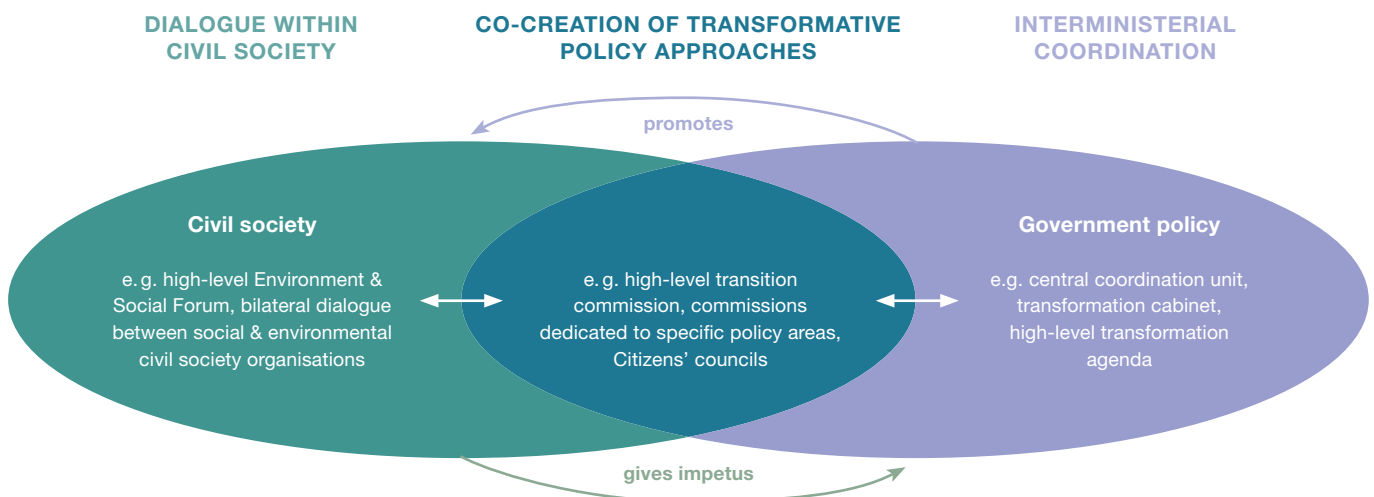 DIALOGUE WITHIN
CIVIL SOCIETY
CO-CREATION OF TRANSFORMATIVE
POLICY APPROACHES
INTERMINISTERIAL
COORDINATION
promotes
Civil society
e. g. high-level Environment &
Social Forum, bilateral dialogue
between social & environmental
civil society organisations
e. g. high-level transition
commission, commissions
dedicated to specific policy areas,
Citizens’ councils
Government policy
e.g. central coordination unit,
transformation cabinet,
high-level transformation
agenda
gives impetus